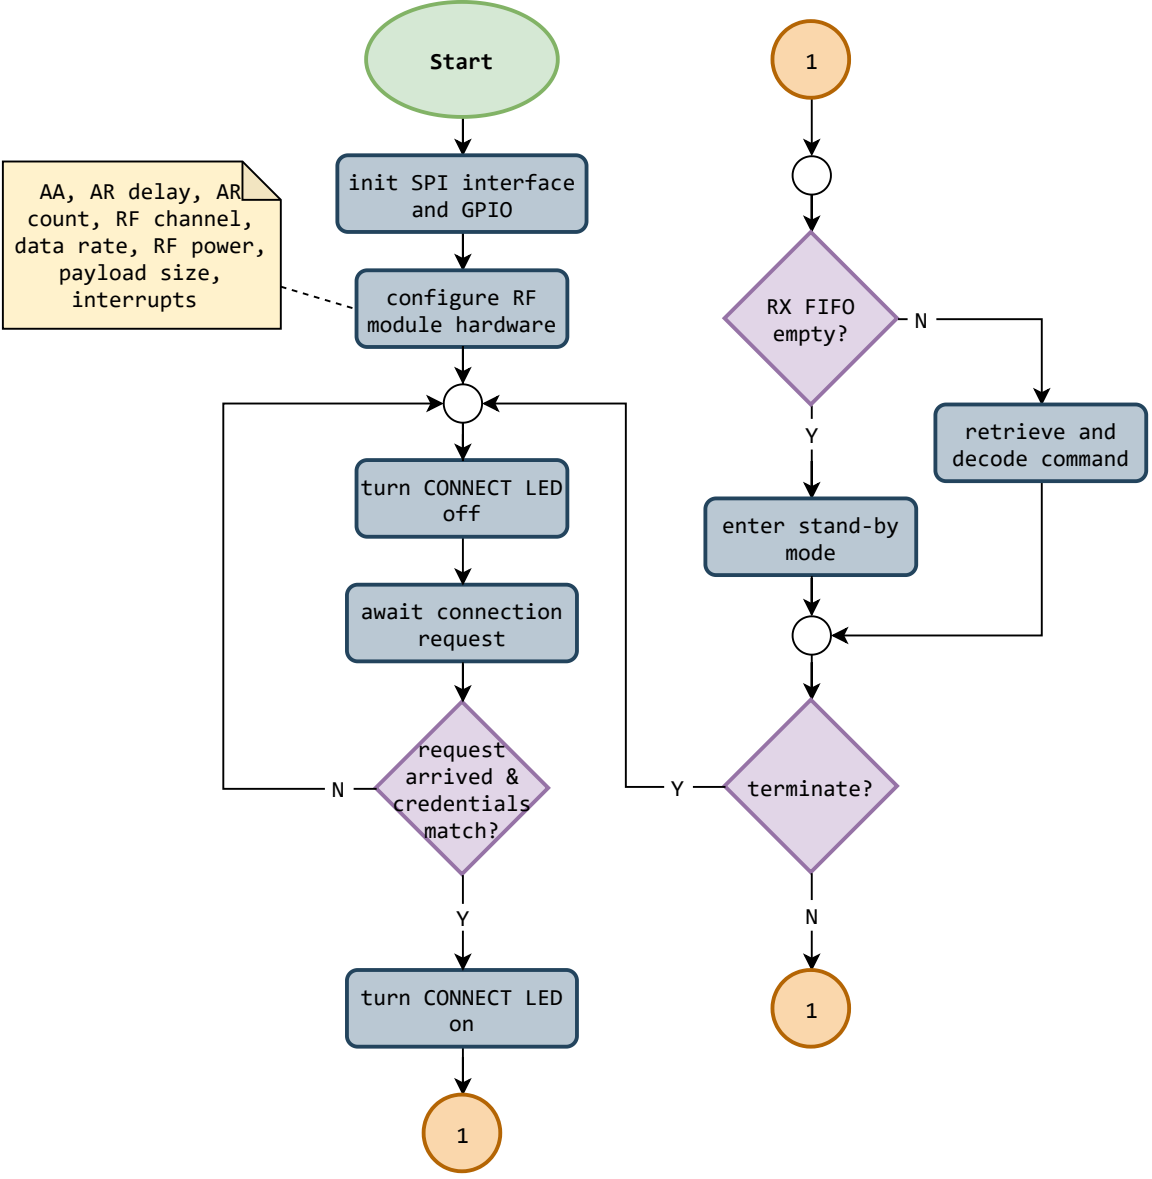 Start
init SPI interface
and GPIO
AA, AR delay, AR
count, RF channel,
data rate, RF power,
payload size,
interrupts
configure RF
module hardware
turn CONNECT LED
off
await connection
request
request
arrived &
credentials
match?
N
Y
turn CONNECT LED
on
1
1
RX FIFO
empty?
N
Y
retrieve and
decode command
enter stand-by
mode
terminate?
Y
N
1